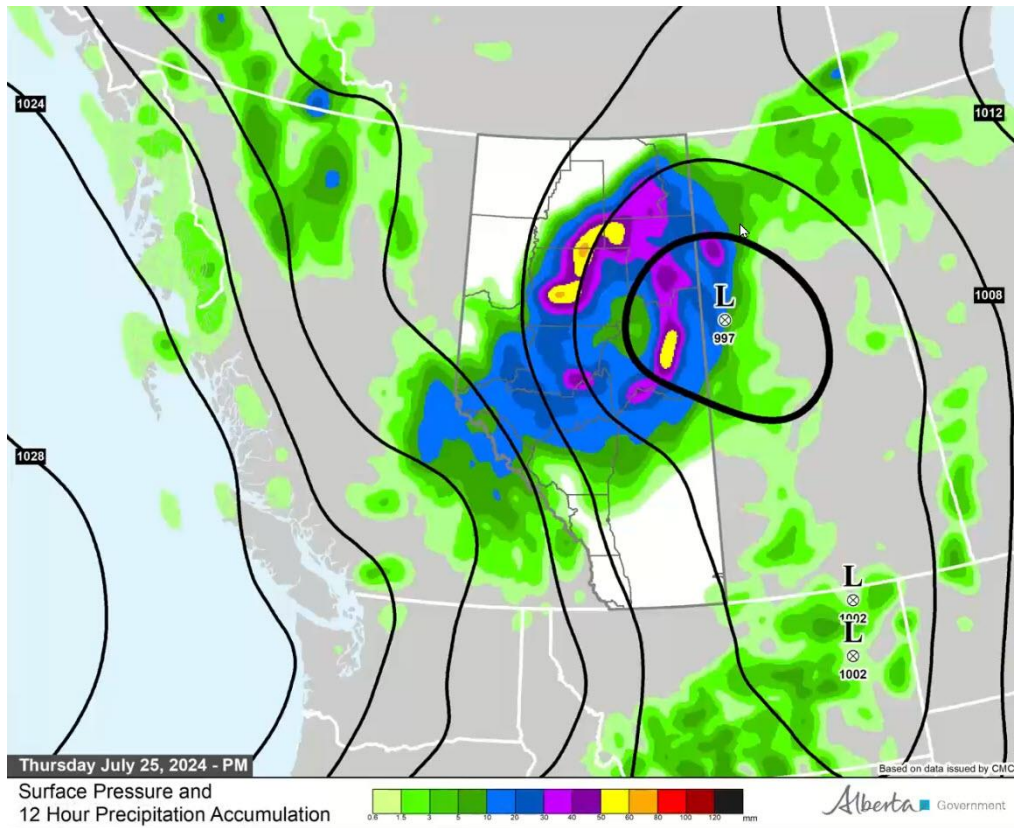 1024
1012
1008
L
997
1028
L
1002
L
1002
Thursday July 25, 2024 - PM
Based on data issued by CMC
Surface Pressure and
12 Hour Precipitation Accumulation
0.6 1.5 3 5 10 20 30 40 50 60 80 100 120 mm
Alberta Government